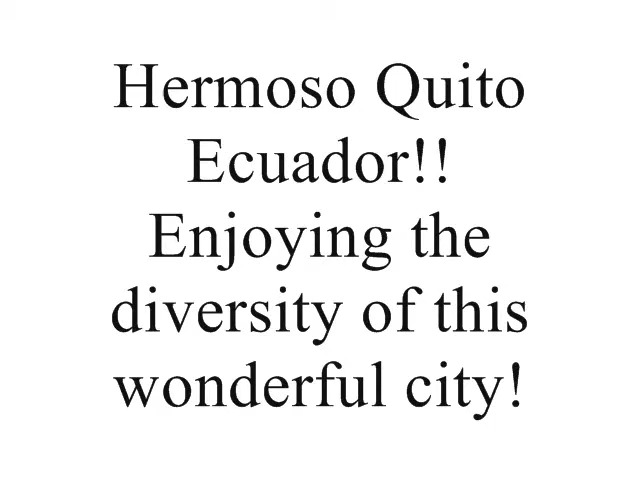 Hermoso Quito
Ecuador!!
Enjoying the
diversity of this
wonderful city!